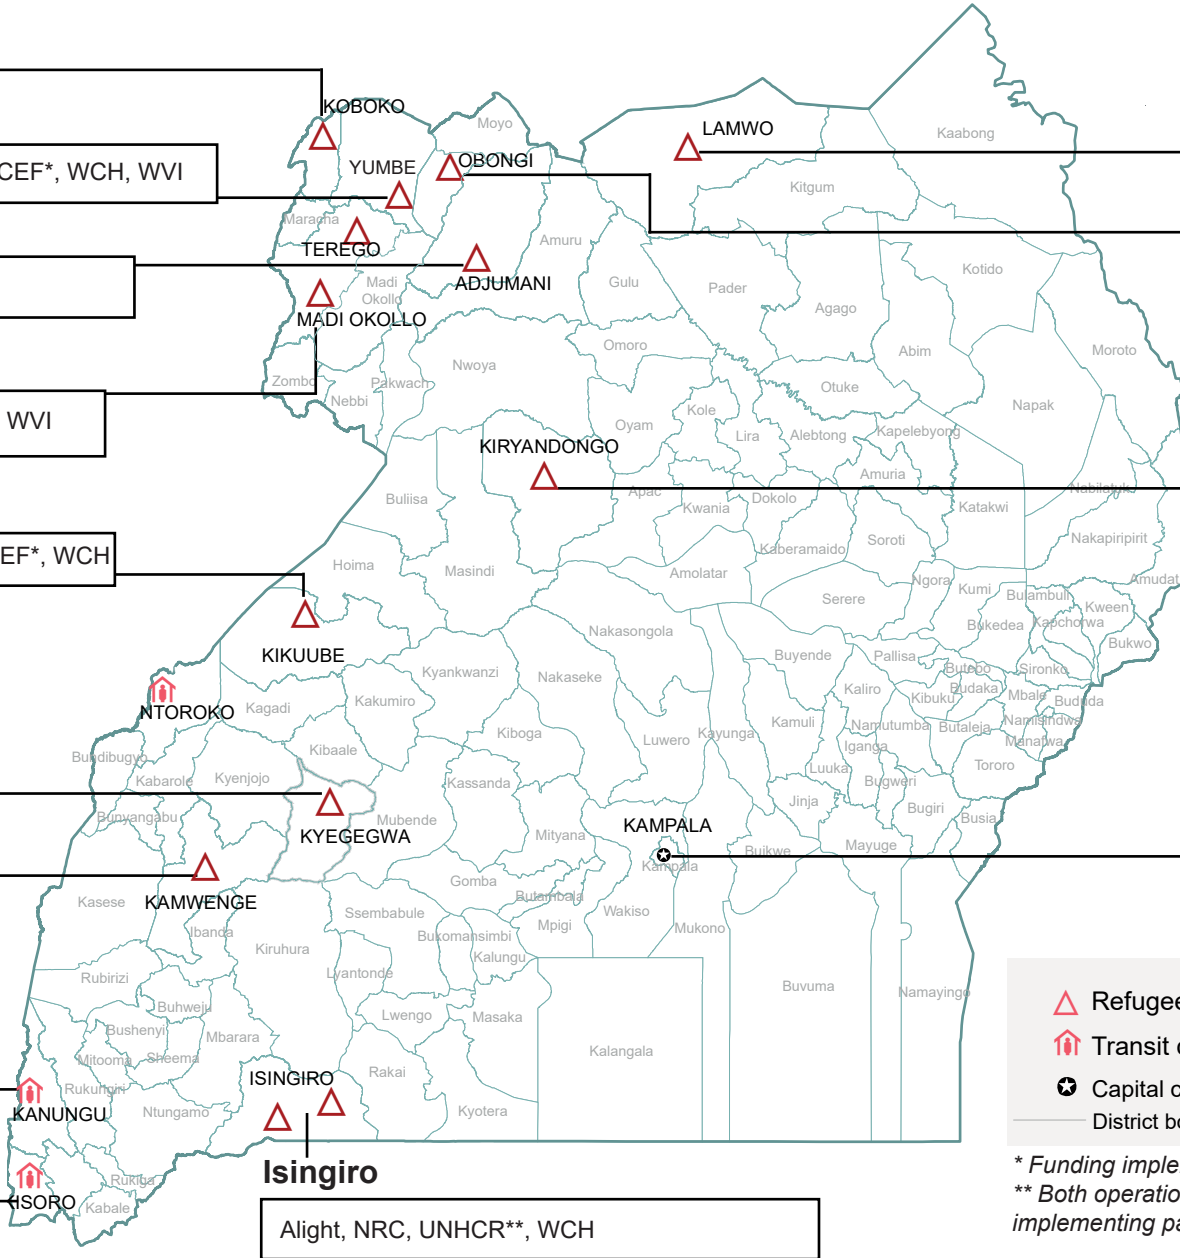 KOBOKO
Moyo
LAMWO
Kaabong
CEF*, WCH, WVI
YUMBE
OBONGI
Kitgum
Maracha
TEREGO
Amuru
ADJUMANI
Madi
Okollo
Gulu
Pader
Kotido
Agago
MADI OKOLLO
Omoro
Abim
Moroto
Zombo
Pakwach
Nwoya
Nebbi
Otuke
Napak
WVI
Kole
Oyam
Lira
Alebtong
Kapelebyong
KIRYANDONGO
Amuria
Apac
Nabilatuk
Buliisa
Kwania
Dokolo
Katakwi
Nakapiripirit
EF*, WCH
Kaberamaido
Soroti
Hoima
Masindi
Amolatar
Ngora
Kumi
Amudat
Serere
Bulambuli
Kween
Bukedea
Kapchorwa
Bukwo
Nakasongola
KIKUUBE
Buyende
Pallisa
Kyankwanzi
Nakaseke
Butebo
Sironko
NTOROKO
Kagadi
Kakumiro
Kaliro
Kibuku
Budaka
Mbale
Bududa
Kamuli
Namutumba
Butaleja
Namisindwa
Kiboga
Luwero
Kayunga
Iganga
Manafwa
Bundibugyo
Kibaale
Kabarole
Kyenjojo
Luuka
Tororo
Kassanda
Bugweri
Jinja
Bugiri
Busia
Bunyangabu
Mubende
KYEGEGWA
Mityana
KAMPALA
Mayuge
Buikwe
Kampala
Gomba
Kasese
KAMWENGE
Butambala
Ssembabule
Wakiso
Mpigi
Mukono
Ibanda
Bukomansimbi
Kiruhura
Kalungu
Lyantonde
Rubirizi
Buvuma
Namayingo
Buhweju
Lwengo
Masaka
Bushenyi
Mbarara
Kalangala
Mitooma
Sheema
Rakai
ISINGIRO
Rukungiri
KANUNGU
Ntungamo
Kyotera
Isingiro
Rukiga
ISORO
Kabale
Alight, NRC, UNHCR**, WCH
Refugee
Transit
Capital
District bo
* Funding imple
** Both operatio
implementing pa